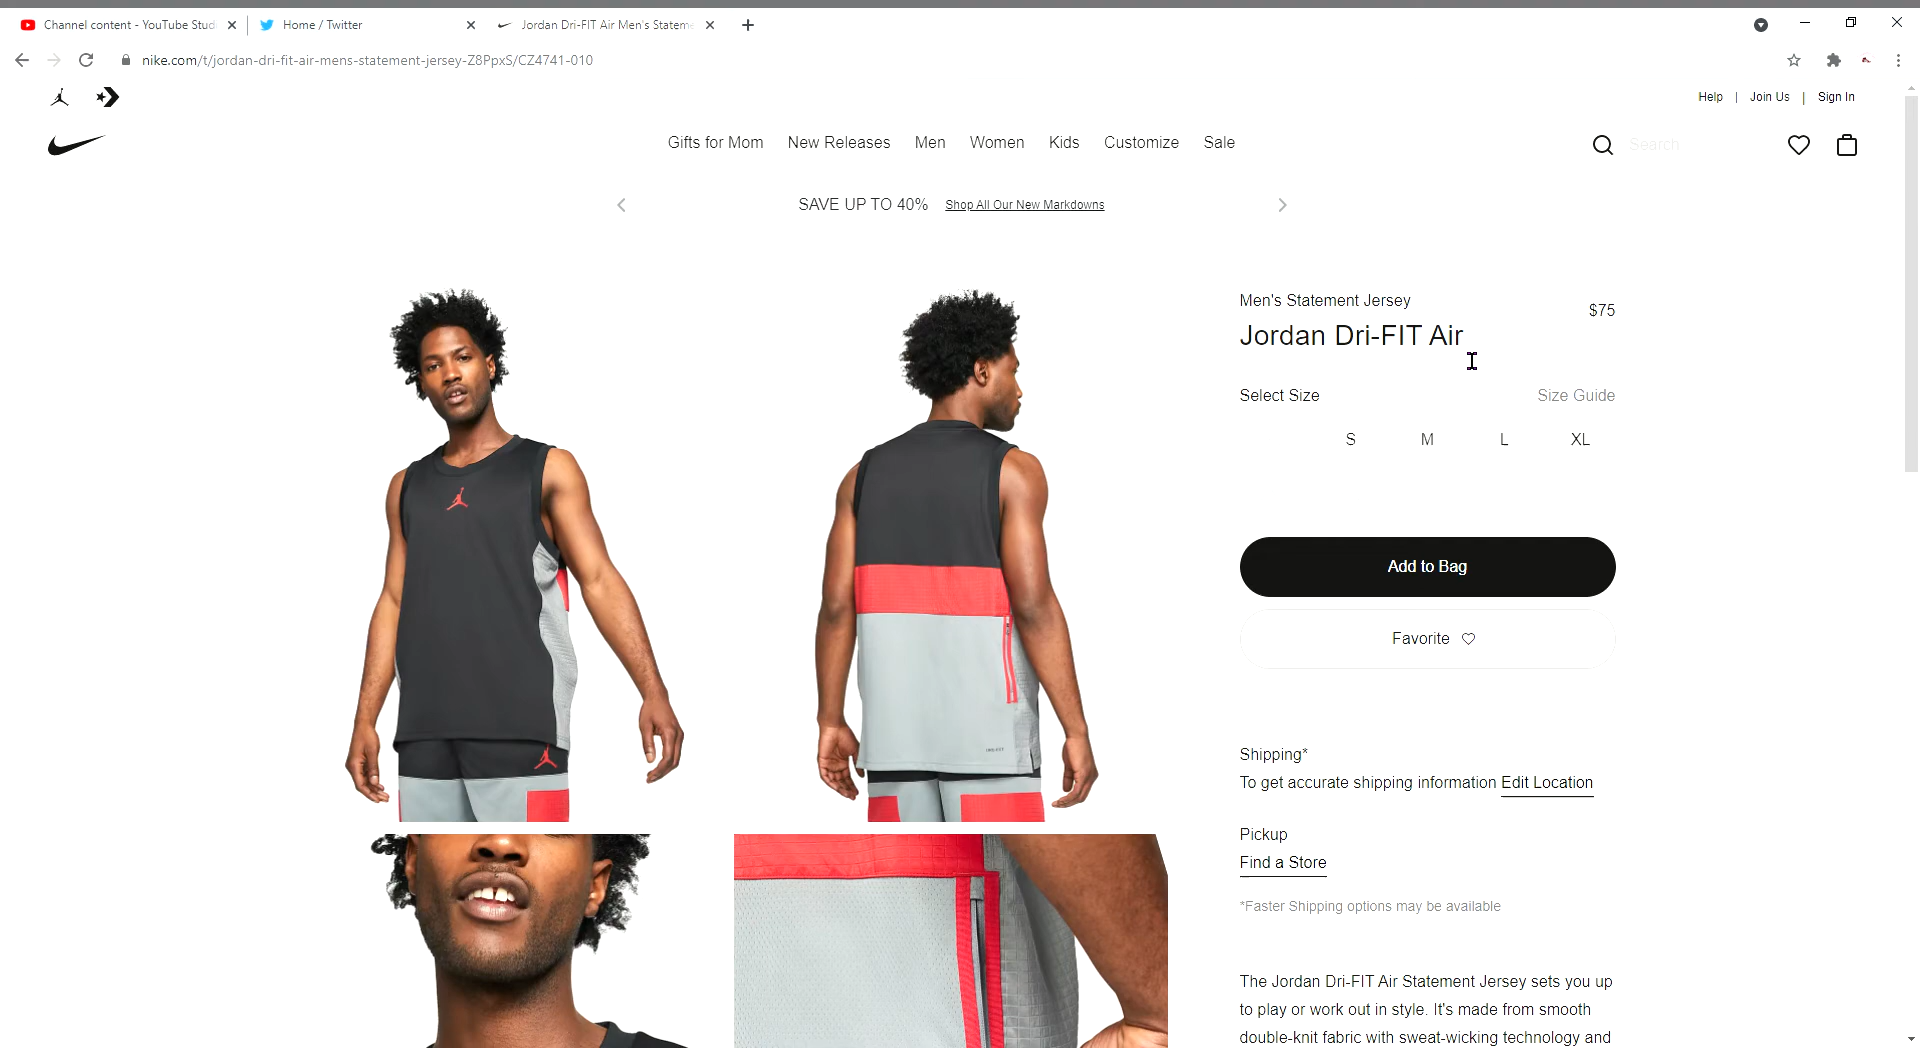 Channel content - YouTube Stud
Home / Twitter
Jordan Dri-FIT Air Men's Stateme
nike.com/t/jordan-dri-fit-air-mens-statement-jersey-Z8PpxS/CZ4741-010
Help | Join Us | Sign In
Gifts for Mom New Releases Men Women Kids Customize Sale
Search
SAVE UP TO 40% Shop All Our New Markdowns
Men's Statement Jersey
$75
Jordan Dri-FIT Air
Select Size Size Guide
S M L XL
Add to Bag
Favorite
Shipping*
To get accurate shipping information Edit Location
Pickup
Find a Store
*Faster Shipping options may be available
The Jordan Dri-FIT Air Statement Jersey sets you up
to play or work out in style. It's made from smooth
double-knit fabric with sweat-wicking technology and